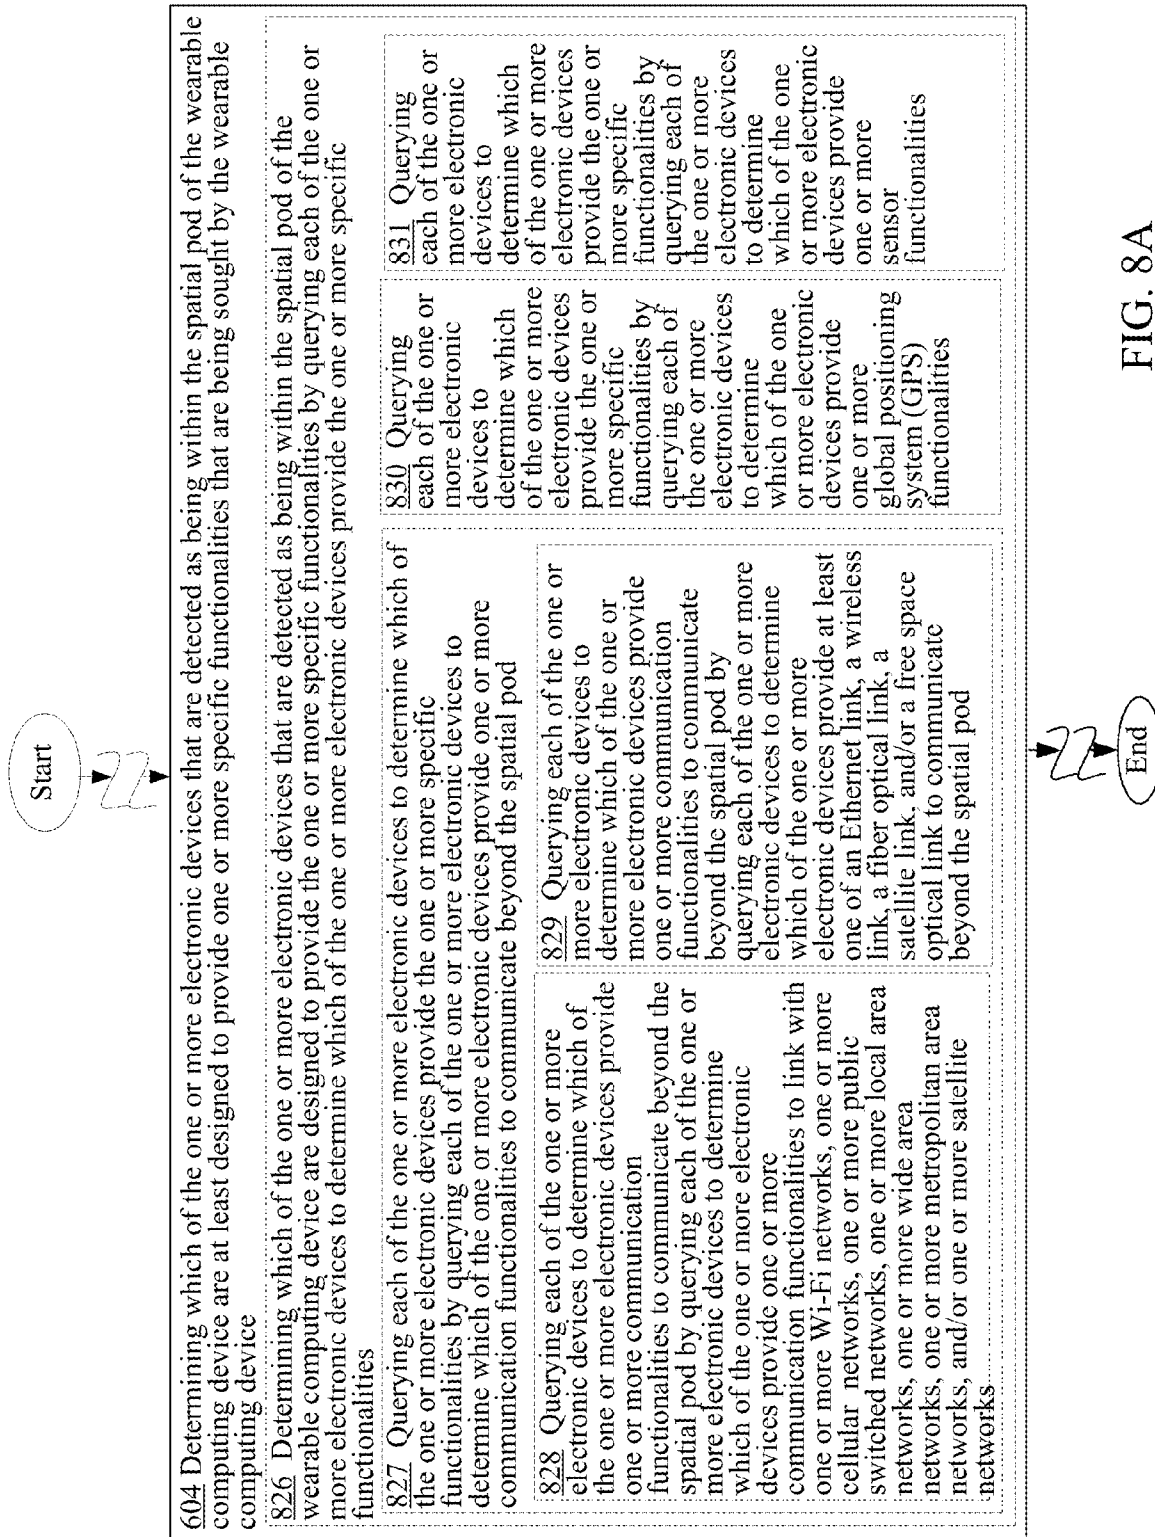 Start
604 Determining which of the one or more electronic devices that are detected as being within the spatial pod of the wearable
computing device are at least designed to provide one or more specific functionalities that are being sought by the wearable
computing device
826 Determining which of the one or more electronic devices that are detected as being within the spatial pod of the
wearable computing device are designed to provide the one or more specific functionalities by querying each of the one or
more electronic devices to determine which of the one or more electronic devices provide the one or more specific
functionalities
827 Querying each of the one or more electronic devices to determine which of
the one or more electronic devices provide the one or more specific
functionalities by querying each of the one or more electronic devices to
determine which of the one or more electronic devices provide one or more
communication functionalities to communicate beyond the spatial pod
828 Querying each of the one or more
electronic devices to determine which of
the one or more electronic devices provide
one or more communication
functionalities to communicate beyond the
spatial pod by querying each of the one or
more electronic devices to determine
which of the one or more electronic
devices provide one or more
communication functionalities to link with
one or more Wi-Fi networks, one or more
cellular networks, one or more public
switched networks, one or more local area
networks, one or more wide area
networks, one or more metropolitan area
networks, and/or one or more satellite
networks
829 Querying each of the one or
more electronic devices to
determine which of the one or
more electronic devices provide
one or more communication
functionalities to communicate
beyond the spatial pod by
querying each of the one or more
electronic devices to determine
which of the one or more
electronic devices provide at least
one of an Ethernet link, a wireless
link, a fiber optical link, a
satellite link, and/or a free space
optical link to communicate
beyond the spatial pod
830 Querying
each of the one or
more electronic
devices to
determine which
of the one or more
electronic devices
provide the one or
more specific
functionalities by
querying each of
the one or more
electronic devices
to determine
which of the one
or more electronic
devices provide
one or more
global positioning
system (GPS)
functionalities
831 Querying
each of the one or
more electronic
devices to
determine which
of the one or more
electronic devices
provide the one or
more specific
functionalities by
querying each of
the one or more
electronic devices
to determine
which of the one
or more electronic
devices provide
one or more
sensor
functionalities
End
FIG. 8A